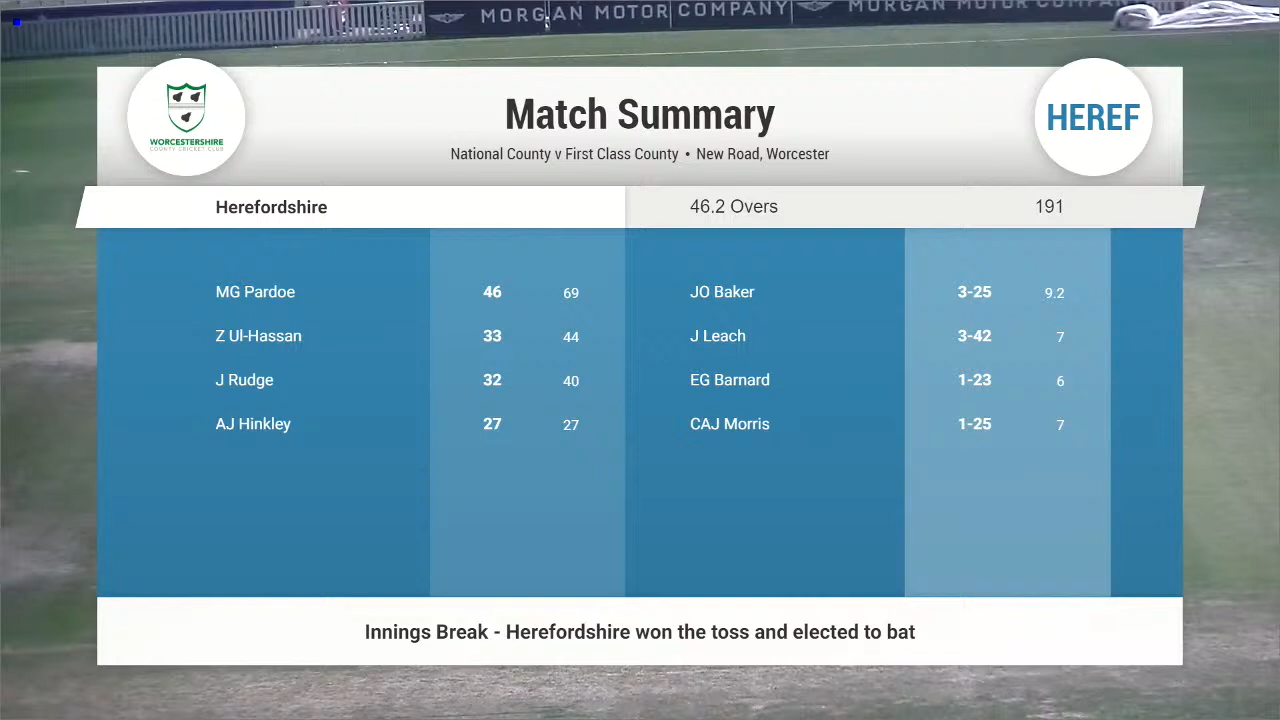 MORGAN MOTOR COMPANY
MORGAN MOTOR COMPANY
WORCESTERSHIRE
COUNTY CRICKET CLUB
Match Summary
National County v First Class County • New Road, Worcester
HEREF
Herefordshire 46.2 Overs 191
MG Pardoe 46 69 JO Baker 3-25 9.2
Z Ul-Hassan 33 44 J Leach 3-42 7
J Rudge 32 40 EG Barnard 1-23 6
AJ Hinkley 27 27 CAJ Morris 1-25 7
Innings Break - Herefordshire won the toss and elected to bat